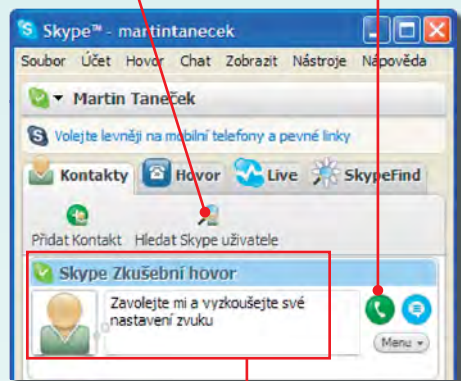 Skype™ - martintanecek
Soubor Účet Hovor Chat Zobrazit Nástroje Nápověda
Martin Taneček
Volejte levněji na mobilní telefony a pevné linky
Kontakty Hovor Live SkypeFind
Přidat Kontakt Hledat Skype uživatele
Skype Zkušební hovor
Zavolejte mi a vyzkoušejte své
nastavení zvuku
Menu